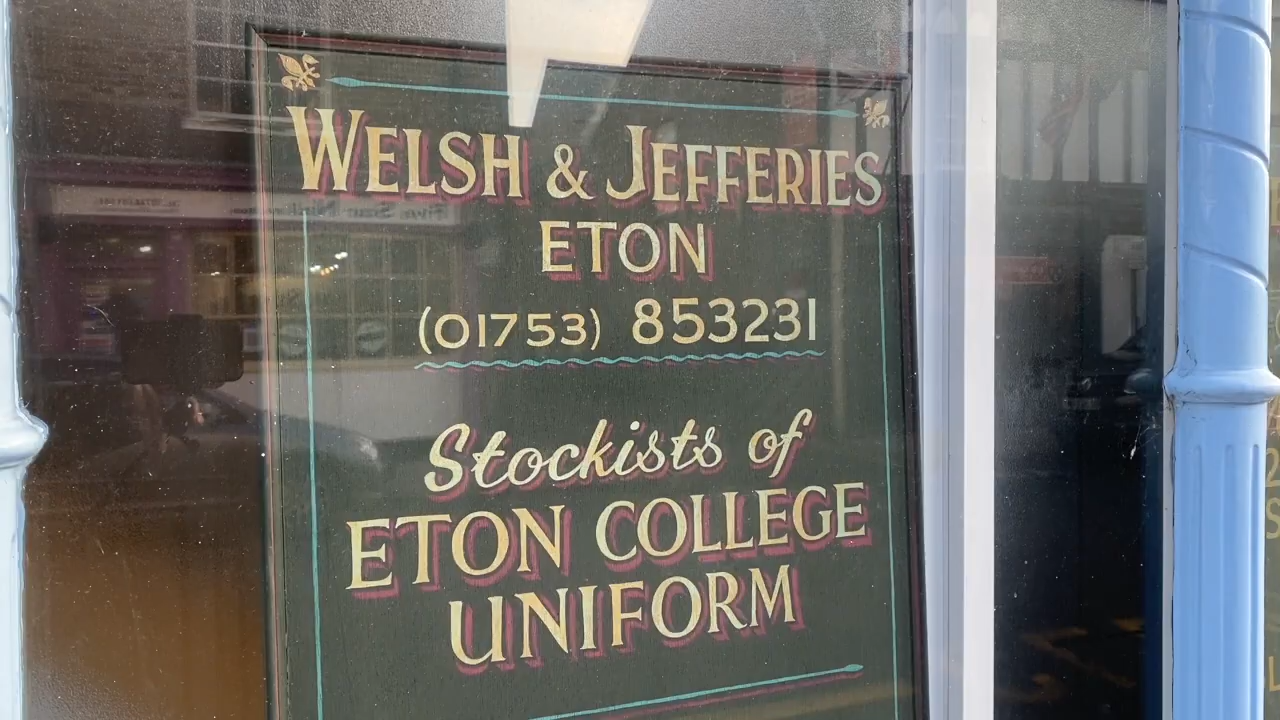 WELSH & JEFFERIES
ETON
(01753) 853231
Stockists of
ETON COLLEGE
UNIFORM